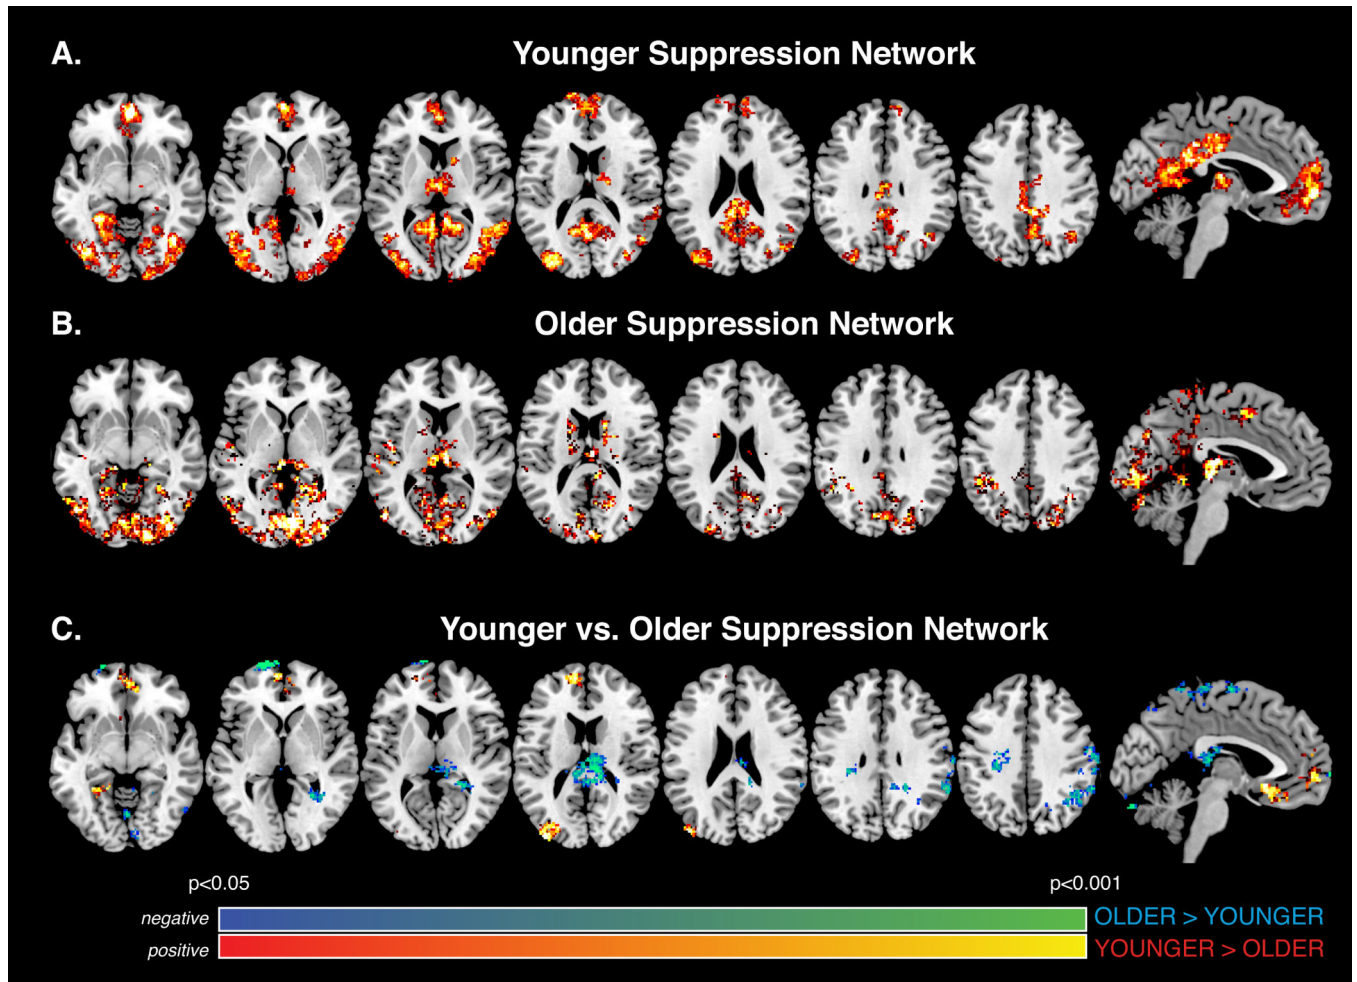 A.
Younger Suppression Network
B.
Older Suppression Network
C.
Younger vs. Older Suppression Network
p<0.05
p<0.001
negative
OLDER > YOUNGER
positive
YOUNGER > OLDER